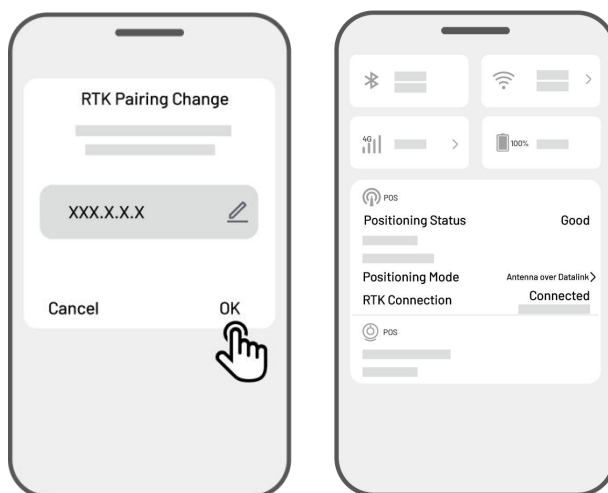 RTK Pairing Change
XXX.X.X.X
Cancel
OK
4G
100%
POS
Positioning Status
Good
Positioning Mode
Antenna over Datalink
RTK Connection
Connected
POS